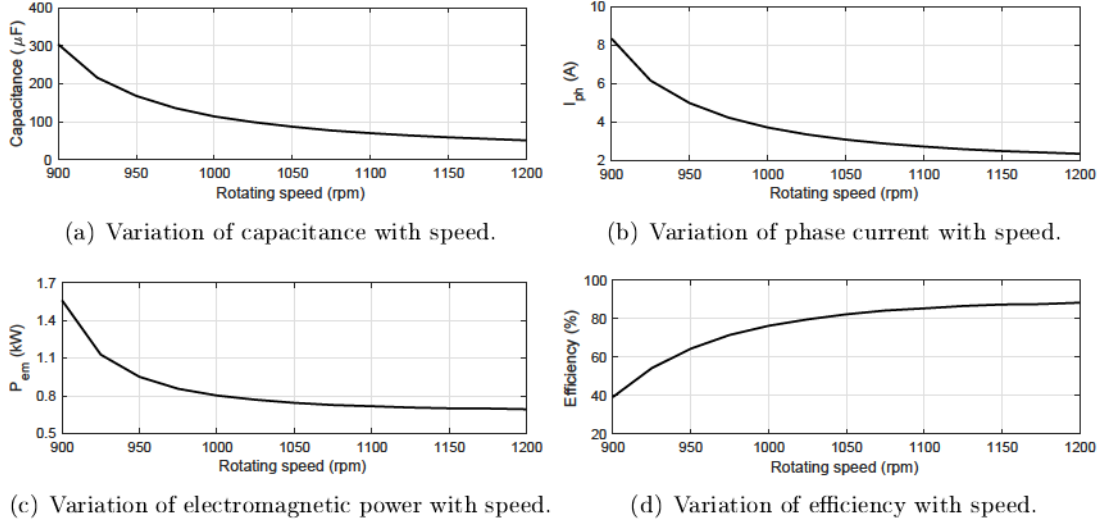 400
300
200
100
0
Capacitance (μF)
900 950 1000 1050 1100 1150 1200
Rotating speed (rpm)
(a) Variation of capacitance with speed.
10
8
6
4
2
I_ph (A)
900 950 1000 1050 1100 1150 1200
Rotating speed (rpm)
(b) Variation of phase current with speed.
1.7
1.4
1.1
0.8
0.5
P_em (kW)
900 950 1000 1050 1100 1150 1200
Rotating speed (rpm)
(c) Variation of electromagnetic power with speed.
100
80
60
40
20
Efficiency (%)
900 950 1000 1050 1100 1150 1200
Rotating speed (rpm)
(d) Variation of efficiency with speed.